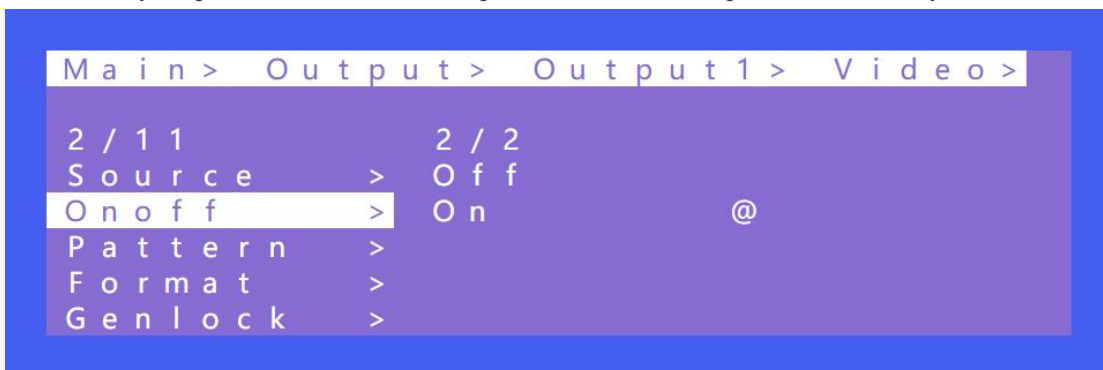 Main> Output> Output1> Video>
2/11 2/2
Source > Off
Onoff > On @
Pattern >
Format >
Genlock >